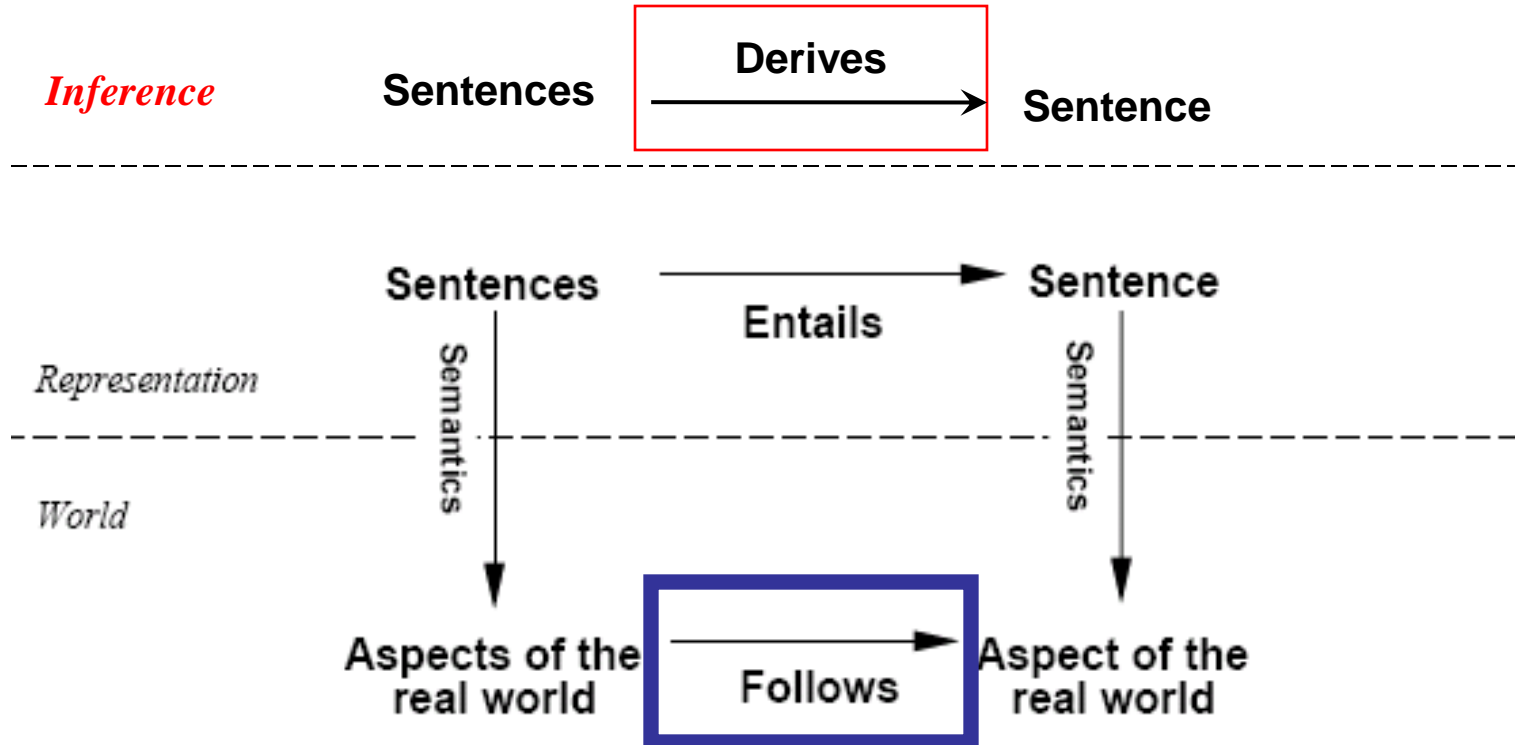 Derives
Inference Sentences Sentence
Sentences Sentence
Entails
Semantics Semantics
Representation
World
Aspects of the Aspect of the
real world Follows real world